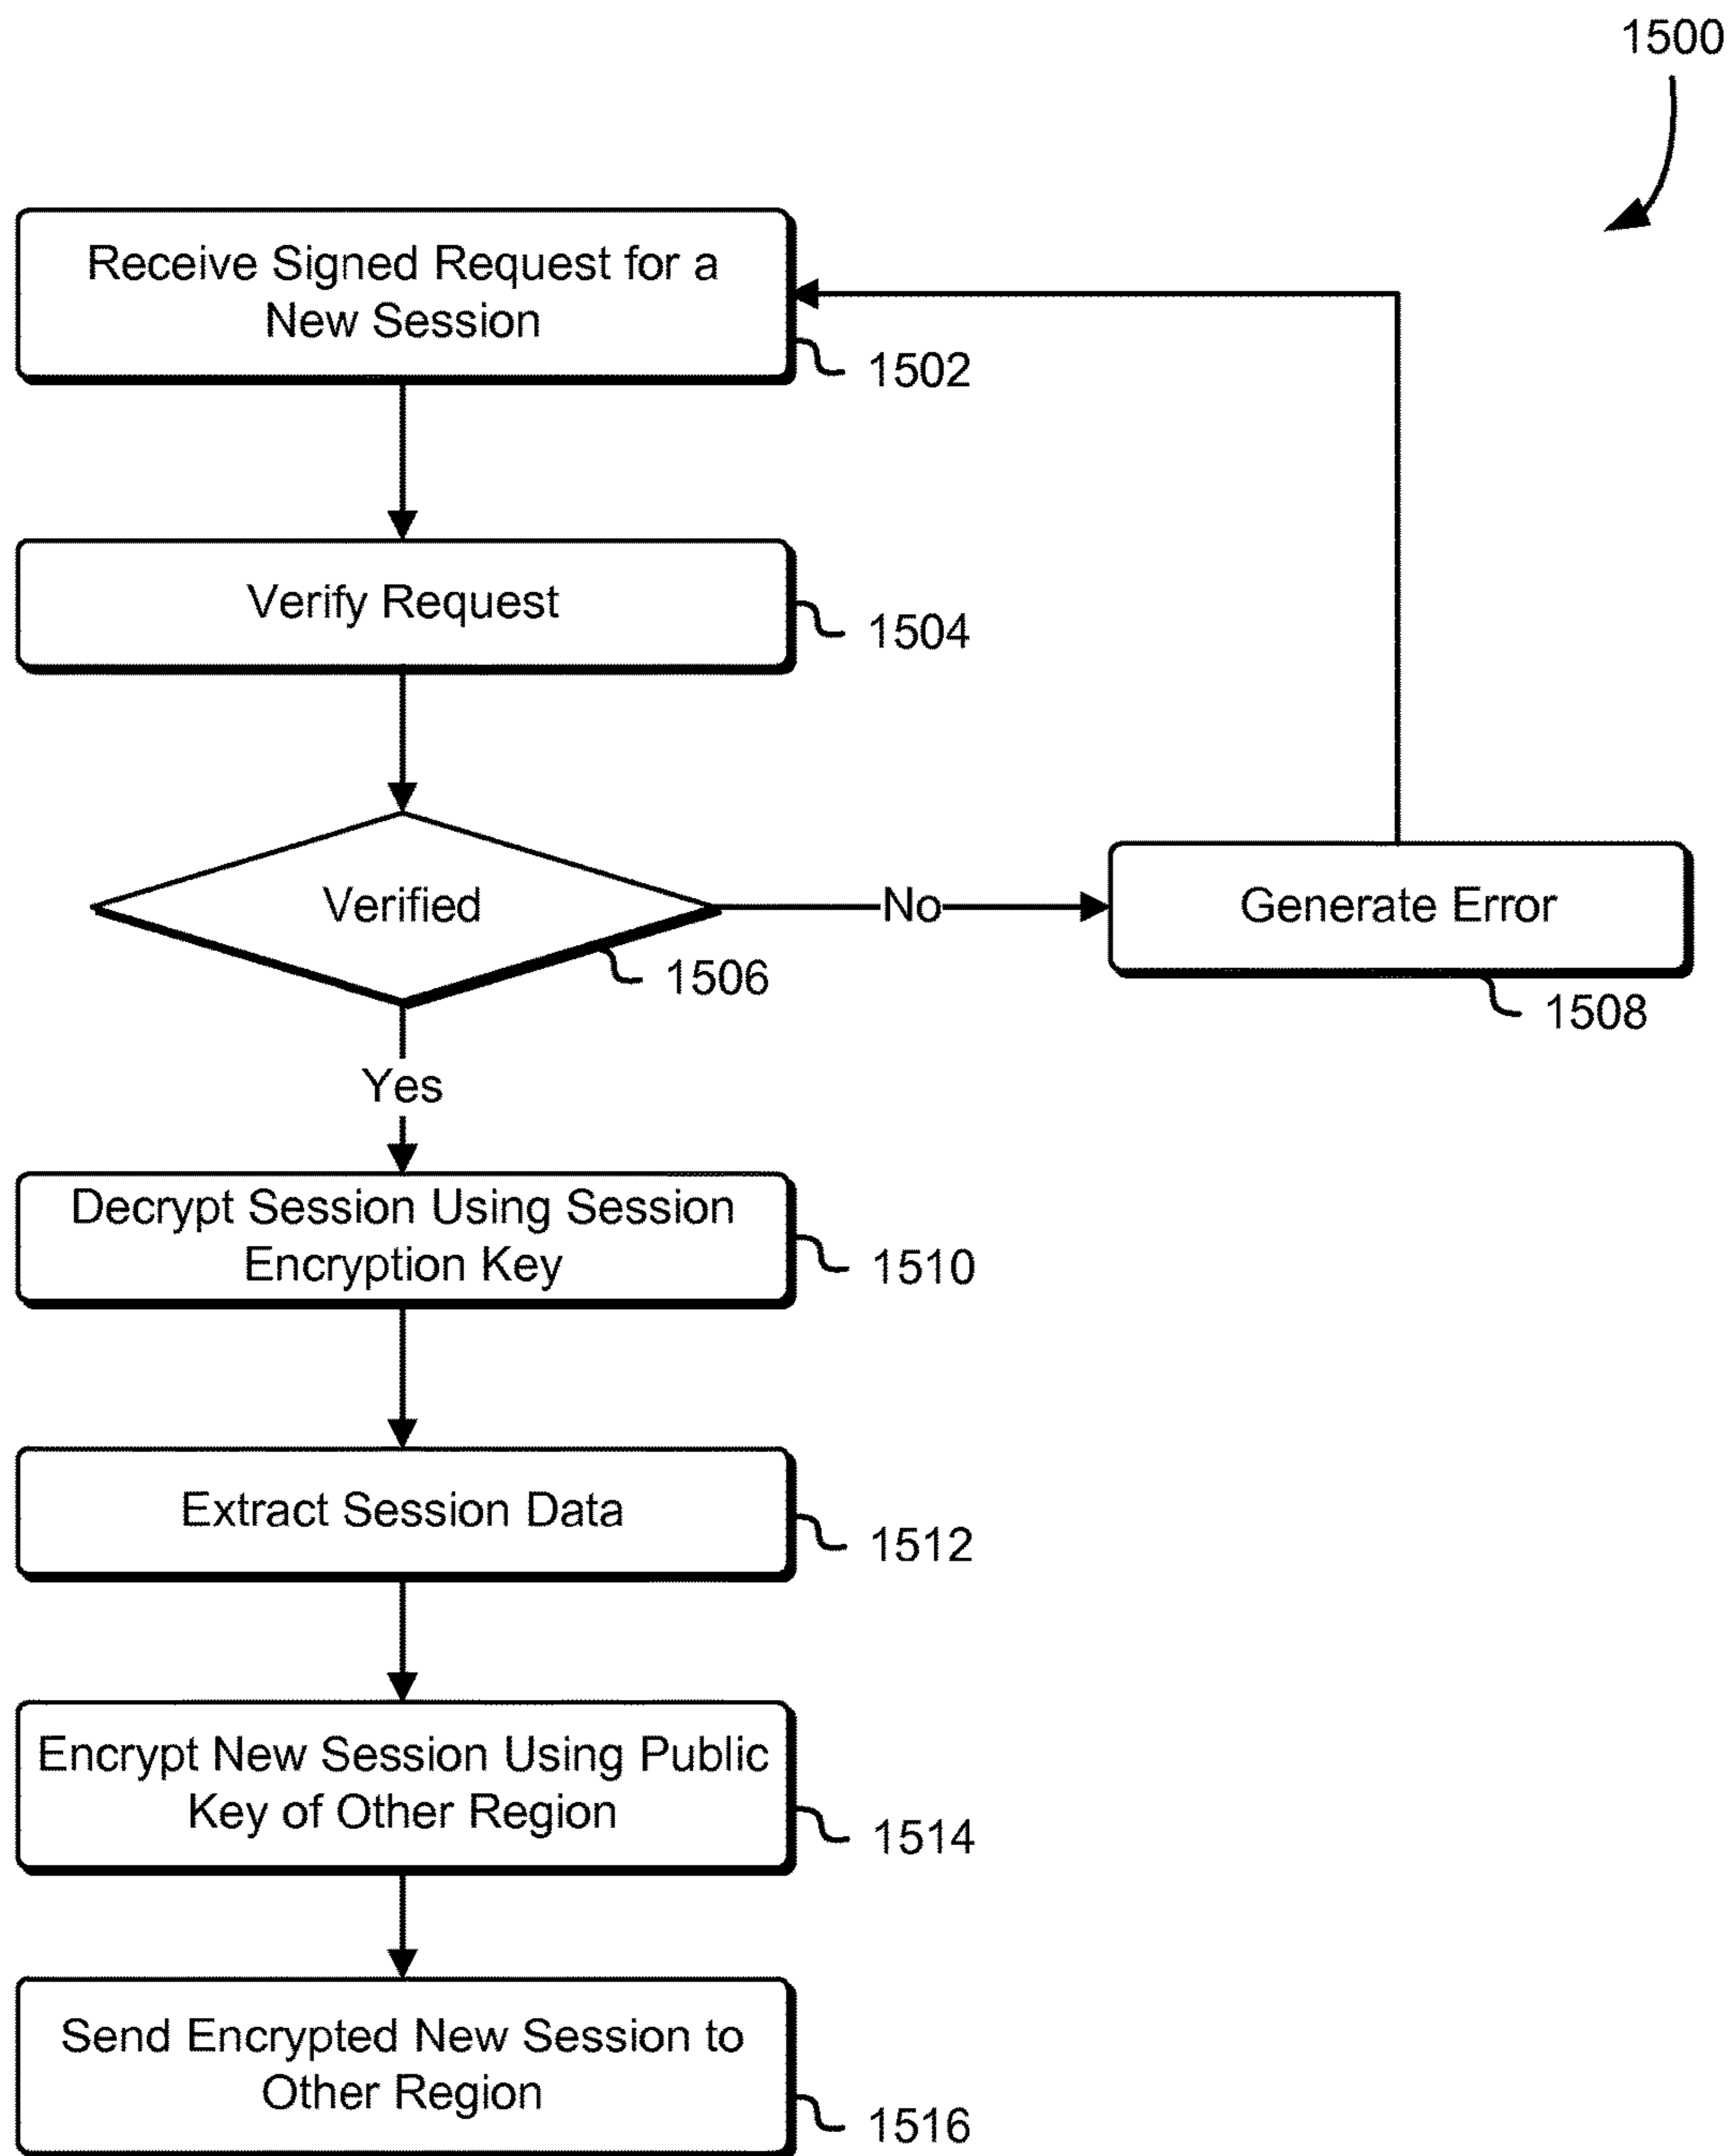 1500
Receive Signed Request for a
New Session
1502
Verify Request
1504
Verified
No
Generate Error
1506
1508
Yes
Decrypt Session Using Session
Encryption Key
1510
Extract Session Data
1512
Encrypt New Session Using Public
Key of Other Region
1514
Send Encrypted New Session to
Other Region
1516